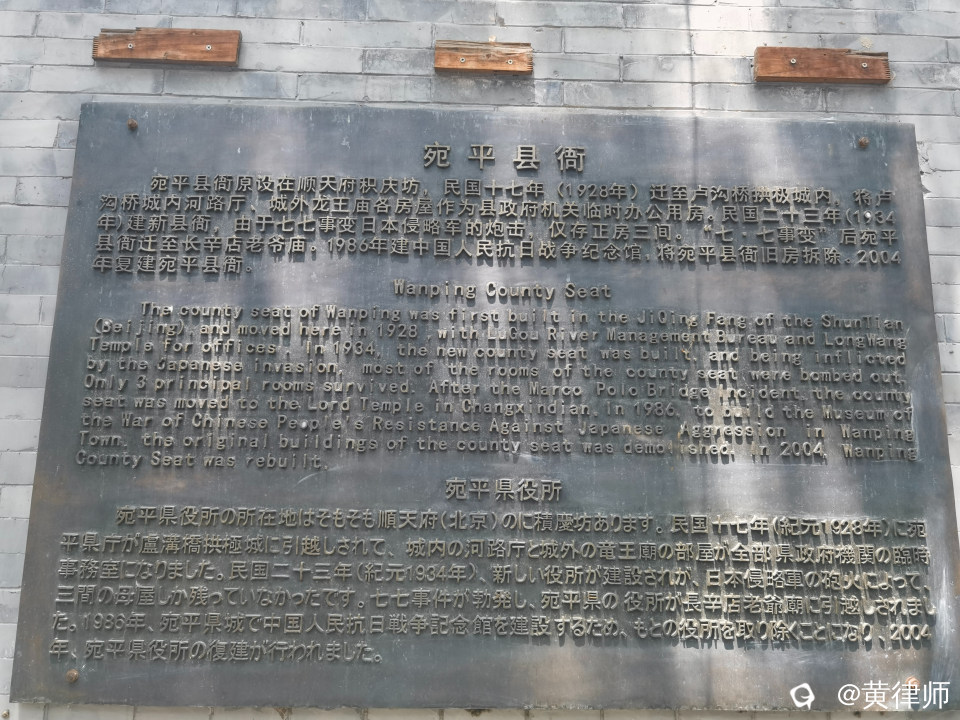 宛平县衙
宛平县衙原设在顺天府积庆坊，民国十七年（1928年）迁至卢沟桥拱极城内，将卢
沟桥城内河路厅、城外龙王庙各房屋作为县政府机关临时办公用房。民国二十三年(1934
年)建新县衙，由于七七事变日本侵略军的炮击，仅存正房三间。“七·七事变”后宛平
县衙迁至长辛店老爷庙。1986年建中国人民抗日战争纪念馆，将宛平县衙旧房拆除。2004
年复建宛平县衙。
Wanping County Seat
The county seat of Wanping was first built in the JiQing Fang of the ShunTian
(Beijing), and moved here in 1928, with LuGou River Management Bureau and LongWang
Temple for offices. In 1934, the new county seat was built, and being inflicted
by the Japanese invasion, most of the rooms of the county seat were bombed out.
Only 3 principal rooms survived. After the Marco Polo Bridge Incident, the county
seat was moved to the Lord Temple in Changxindian. In 1986, to build the Museum of
the War of Chinese People's Resistance Against Japanese Aggression in Wanping
Town, the original buildings of the county seat was demolished. In 2004, Wanping
County Seat was rebuilt.
宛平県役所
宛平県役所の所在地はそもそも順天府(北京)のに積慶坊あります。民国十七年(紀元1928年)に宛
平県庁が盧溝橋拱極城に引越しされて、城内の河路庁と城外の竜王廟の部屋が全部県政府機関の臨時
事務室になりました。民国二十三年(紀元1934年)、新しい役所が建設されが、日本侵略軍の砲火によって、
三間の母屋しか残っていなかったです。七七事件が勃発し、宛平県の役所が長辛店老爺廟に引越しされまし
た。1986年、宛平県城で中国人民抗日戦争記念館を建設するため、もとの役所を取り除くことになり、2004
年、宛平県役所の復建が行われました。
@黄律师